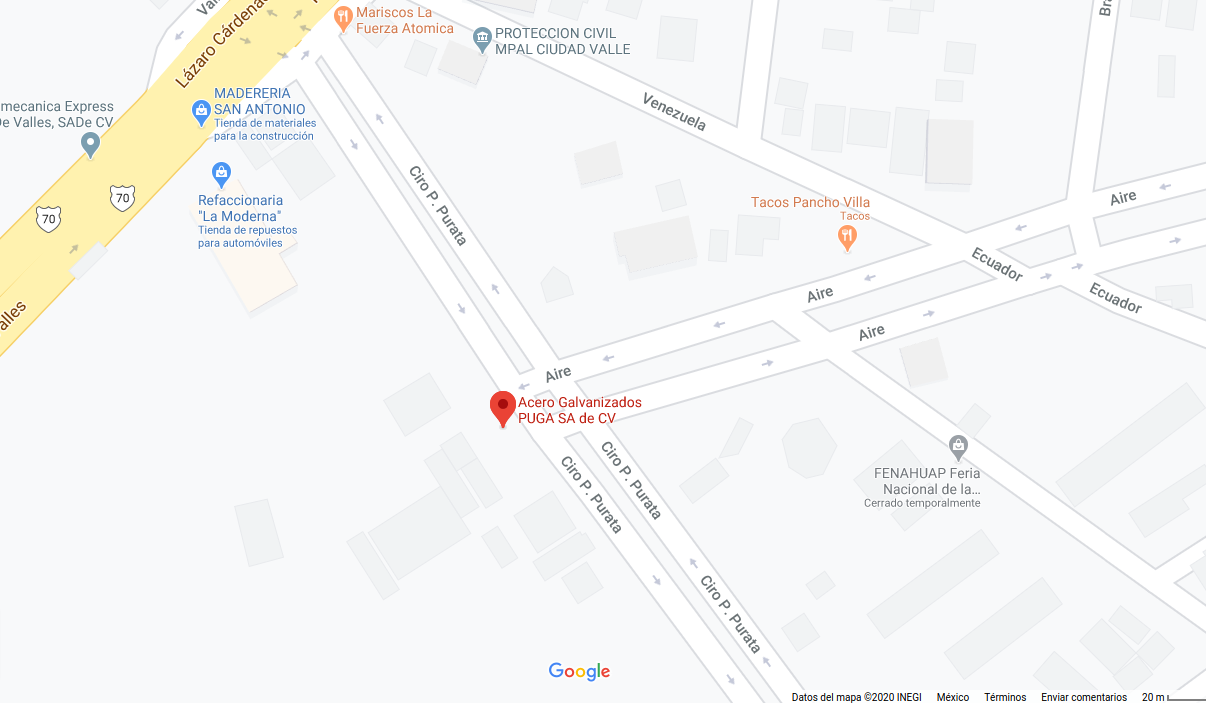 Lázaro Cárdenas
Mariscos La
Fuerza Atomica
PROTECCION CIVIL
MPAL CIUDAD VALLE
mecanica Express
De Valles, SADe CV
MADERERIA
SAN ANTONIO
Tienda de materiales
para la construcción
Venezuela
70
70
Refaccionaria
"La Moderna"
Tienda de repuestos
para automóviles
Ciro P. Purata
Tacos Pancho Villa
Tacos
Aire
Ecuador
Ecuador
Aire
Aire
alles
Aire
Acero Galvanizados
PUGA SA de CV
Ciro P. Purata
Ciro P. Purata
FENAHUAP Feria
Nacional de la...
Cerrado temporalmente
Ciro P. Purata
Google
Datos del mapa ©2020 INEGI México Términos Enviar comentarios 20 m